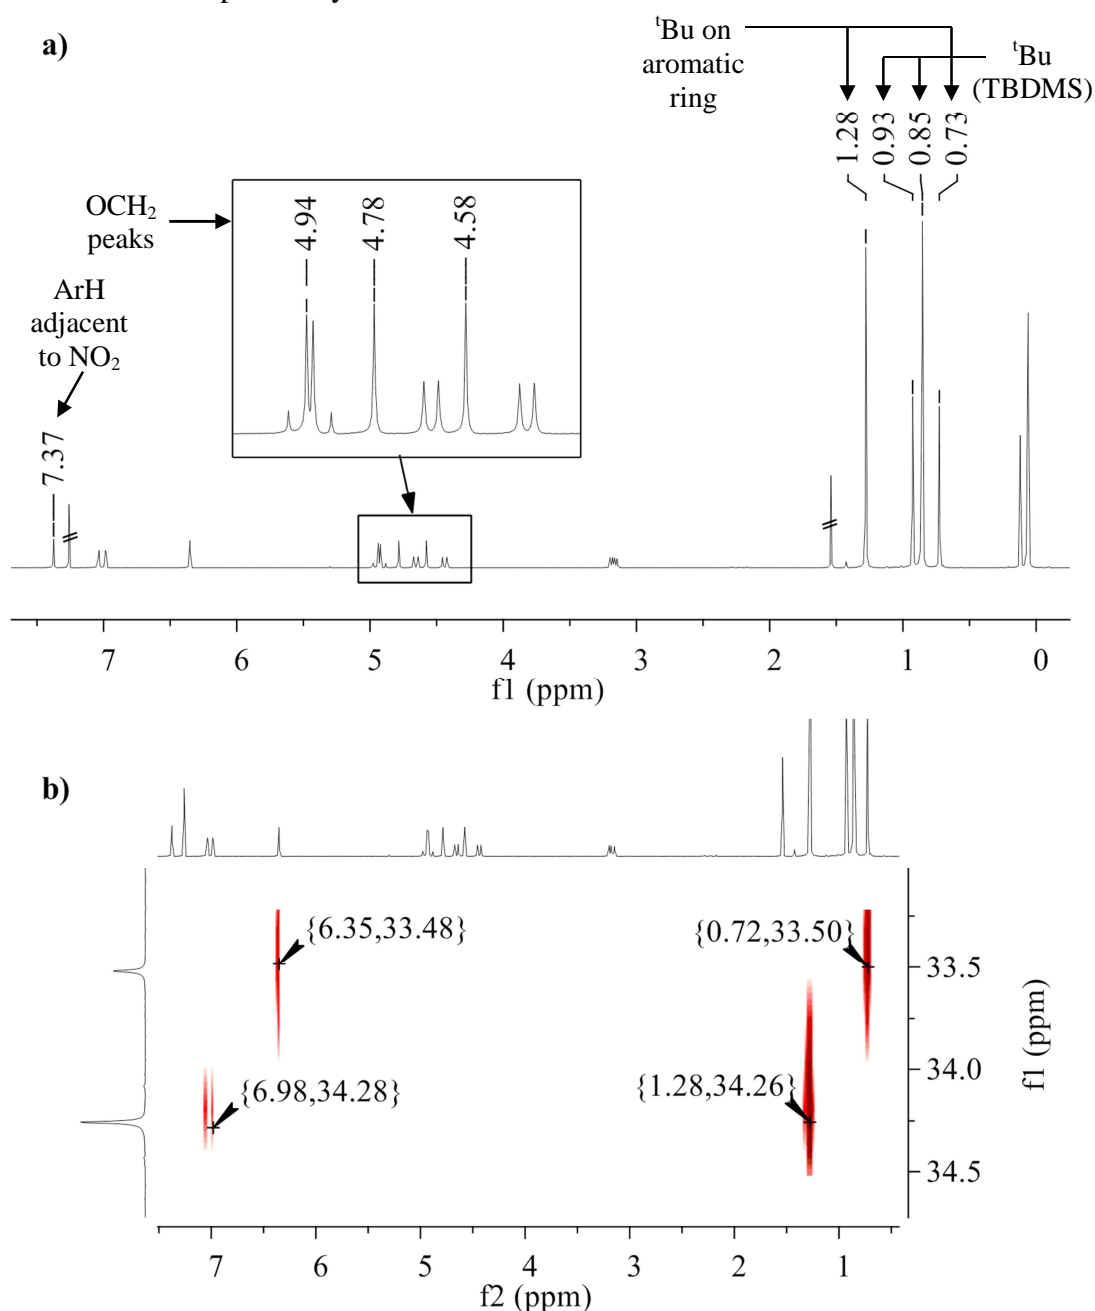 a)
ᵗBu on
aromatic
ring
ᵗBu
(TBDMS)
1.28
0.93
0.85
0.73
OCH₂
peaks
4.94
4.78
4.58
ArH
adjacent
to NO₂
7.37
7 6 5 4 3 2 1 0
f1 (ppm)
b)
{6.35,33.48}
{0.72,33.50}
{6.98,34.28}
{1.28,34.26}
33.5
34.0
34.5
f1 (ppm)
7 6 5 4 3 2 1
f2 (ppm)